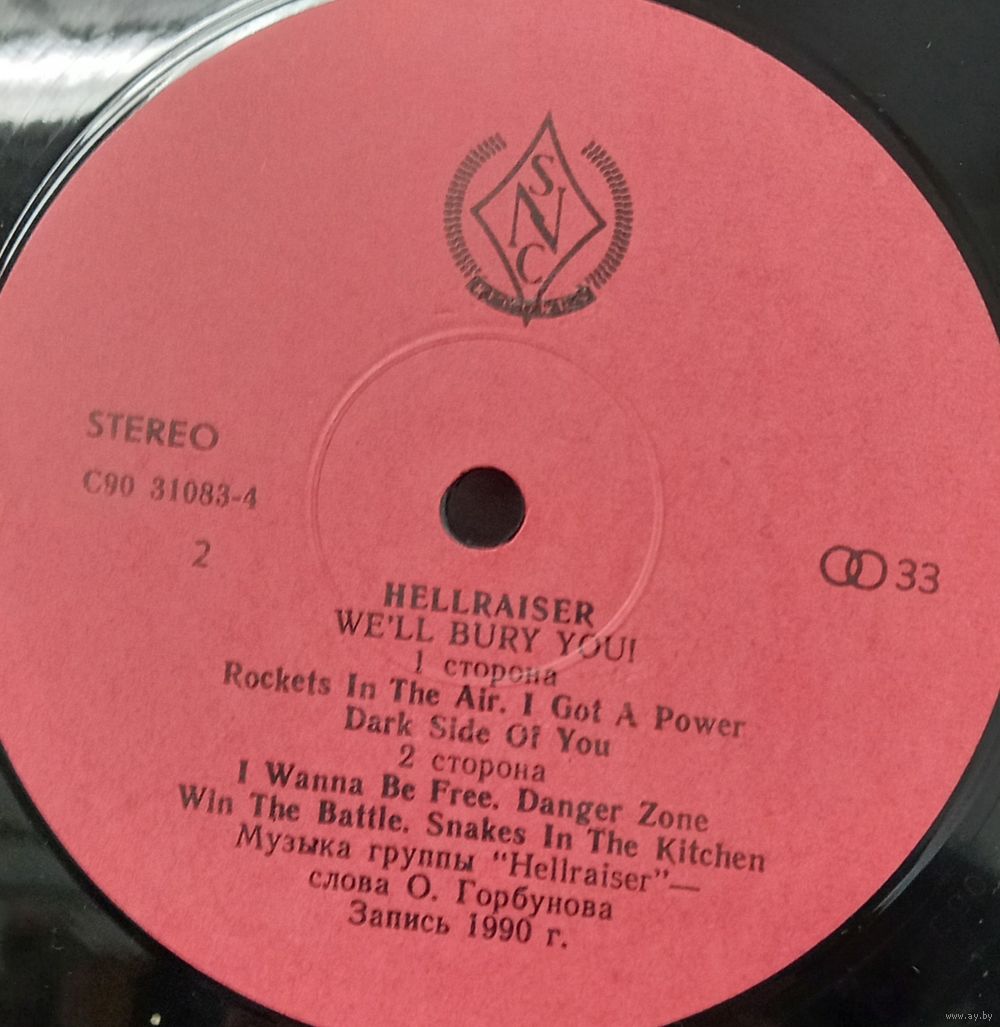 S
N
C
RECORDS
STEREO
С90 31083-4
2
33
HELLRAISER
WE'LL BURY YOU!
1 сторона
Rockets In The Air. I Got A Power
Dark Side Of You
2 сторона
I Wanna Be Free. Danger Zone
Win The Battle. Snakes In The Kitchen
Музыка группы "Hellraiser"—
слова О. Горбунова
Запись 1990 г.
www.ay.by